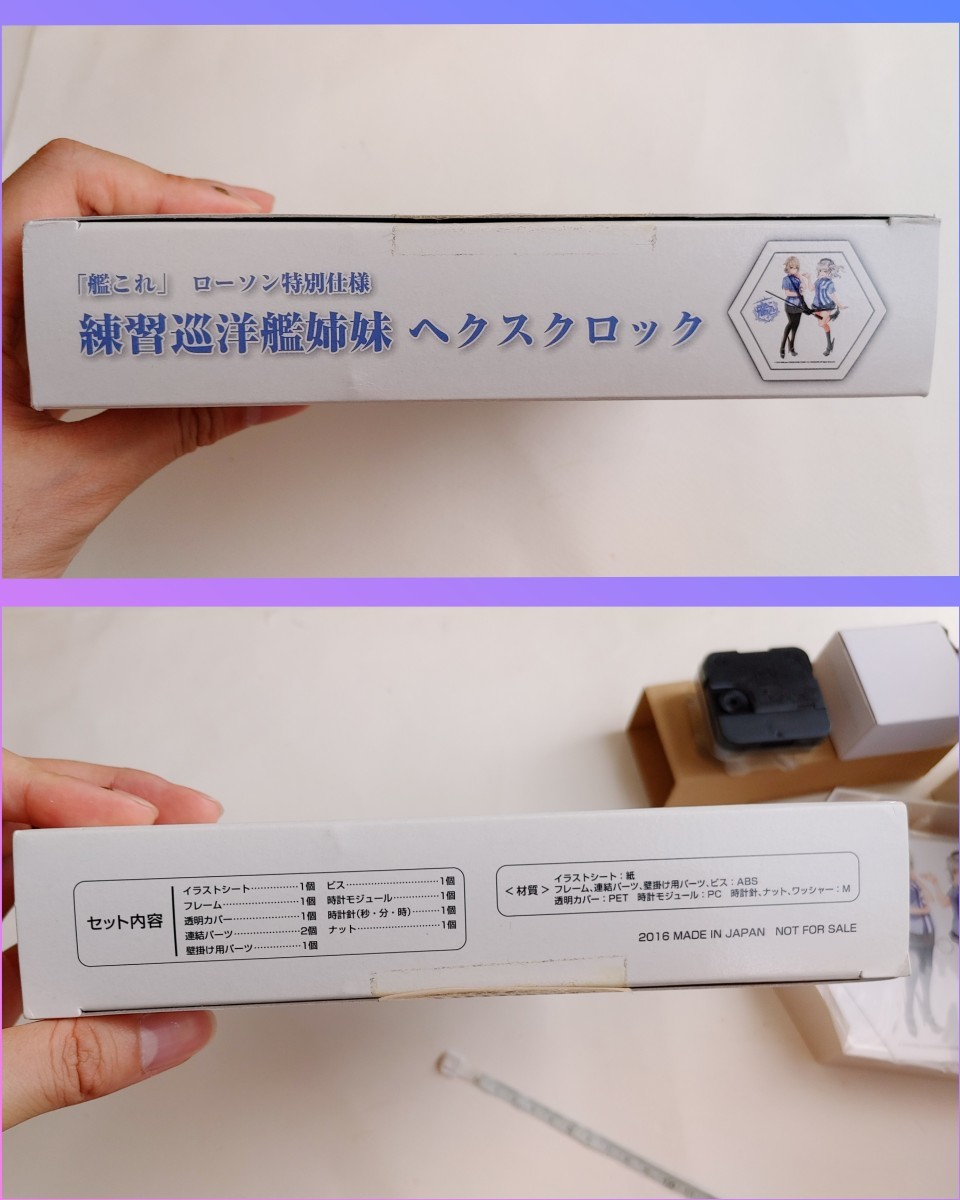 「艦これ」 ローソン特別仕様
練習巡洋艦姉妹 ヘクスクロック
セット内容
イラストシート……………1個
フレーム……………………1個
透明カバー…………………1個
連結パーツ…………………2個
壁掛け用パーツ……………1個
ビス…………………………1個
時計モジュール……………1個
時計針(秒・分・時)………1個
ナット………………………1個
<材質>
イラストシート：紙
フレーム、連結パーツ、壁掛け用パーツ、ビス：ABS
透明カバー：PET 時計モジュール：PC 時計針、ナット、ワッシャー：M
2016 MADE IN JAPAN NOT FOR SALE